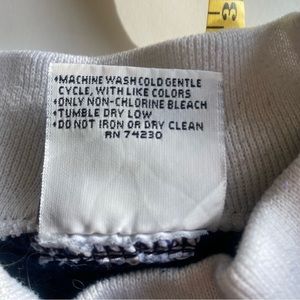 3
•MACHINE WASH COLD GENTLE
CYCLE, WITH LIKE COLORS
•ONLY NON-CHLORINE BLEACH
•TUMBLE DRY LOW
•DO NOT IRON OR DRY CLEAN
RN 74230